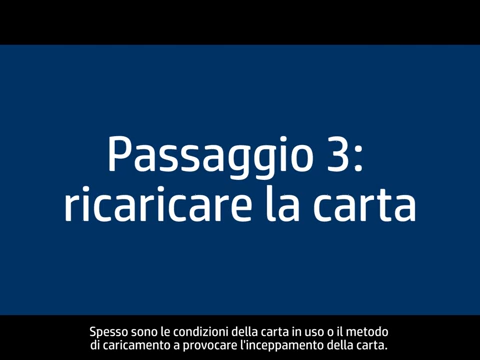 Passaggio 3:
ricaricare la carta
Spesso sono le condizioni della carta in uso o il metodo
di caricamento a provocare l'inceppamento della carta.